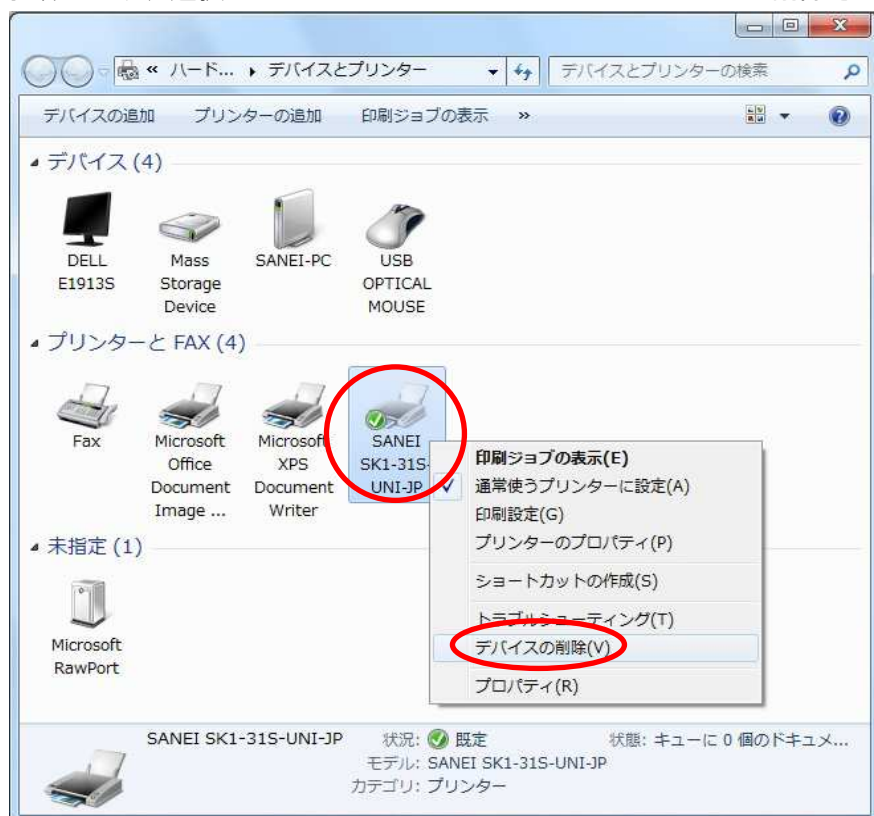 « ハード... ▸ デバイスとプリンター
デバイスとプリンターの検索
デバイスの追加 プリンターの追加 印刷ジョブの表示 »
デバイス (4)
DELL
E1913S
Mass
Storage
Device
SANEI-PC
USB
OPTICAL
MOUSE
プリンターと FAX (4)
Fax
Microsoft
Office
Document
Image ...
Microsoft
XPS
Document
Writer
SANEI
SK1-31S-
UNI-JP
印刷ジョブの表示(E)
通常使うプリンターに設定(A)
印刷設定(G)
プリンターのプロパティ(P)
ショートカットの作成(S)
トラブルシューティング(T)
デバイスの削除(V)
プロパティ(R)
未指定 (1)
Microsoft
RawPort
SANEI SK1-31S-UNI-JP 状況: 既定 状態: キューに 0 個のドキュメ...
モデル: SANEI SK1-31S-UNI-JP
カテゴリ: プリンター